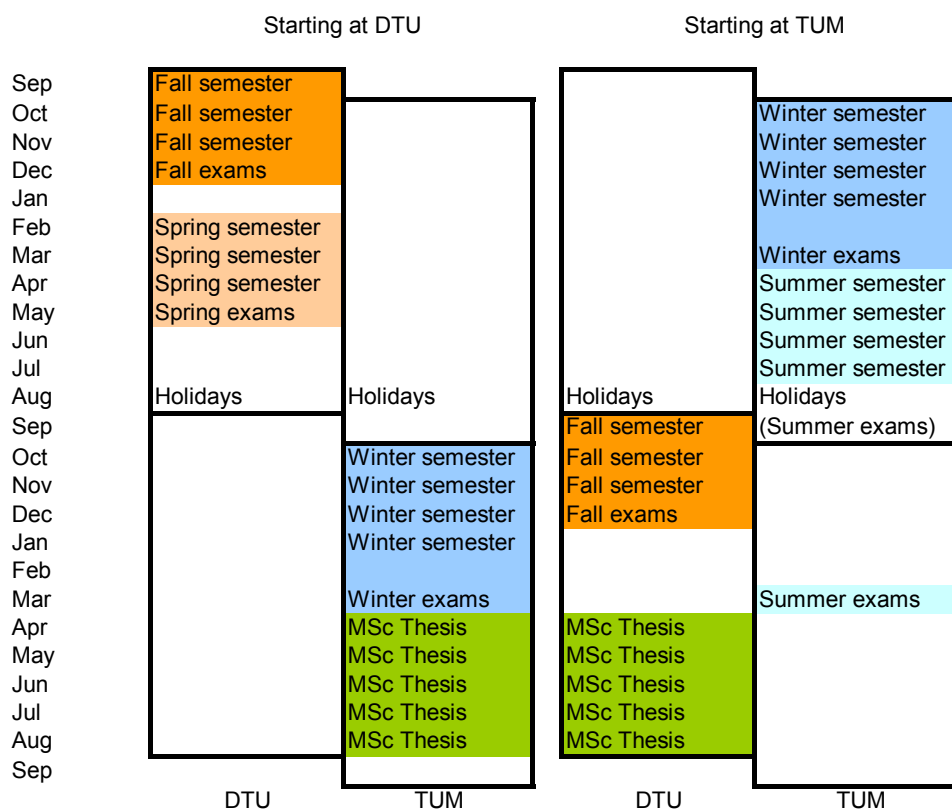 Starting at DTU Starting at TUM
Sep Fall semester
Oct Fall semester Winter semester
Nov Fall semester Winter semester
Dec Fall exams Winter semester
Jan Winter semester
Feb Spring semester
Mar Spring semester Winter exams
Apr Spring semester Summer semester
May Spring exams Summer semester
Jun Summer semester
Jul Summer semester
Aug Holidays Holidays Holidays Holidays
Sep Fall semester (Summer exams)
Oct Winter semester Fall semester
Nov Winter semester Fall semester
Dec Winter semester Fall exams
Jan Winter semester
Feb
Mar Winter exams Summer exams
Apr MSc Thesis MSc Thesis
May MSc Thesis MSc Thesis
Jun MSc Thesis MSc Thesis
Jul MSc Thesis MSc Thesis
Aug MSc Thesis MSc Thesis
Sep
DTU TUM DTU TUM